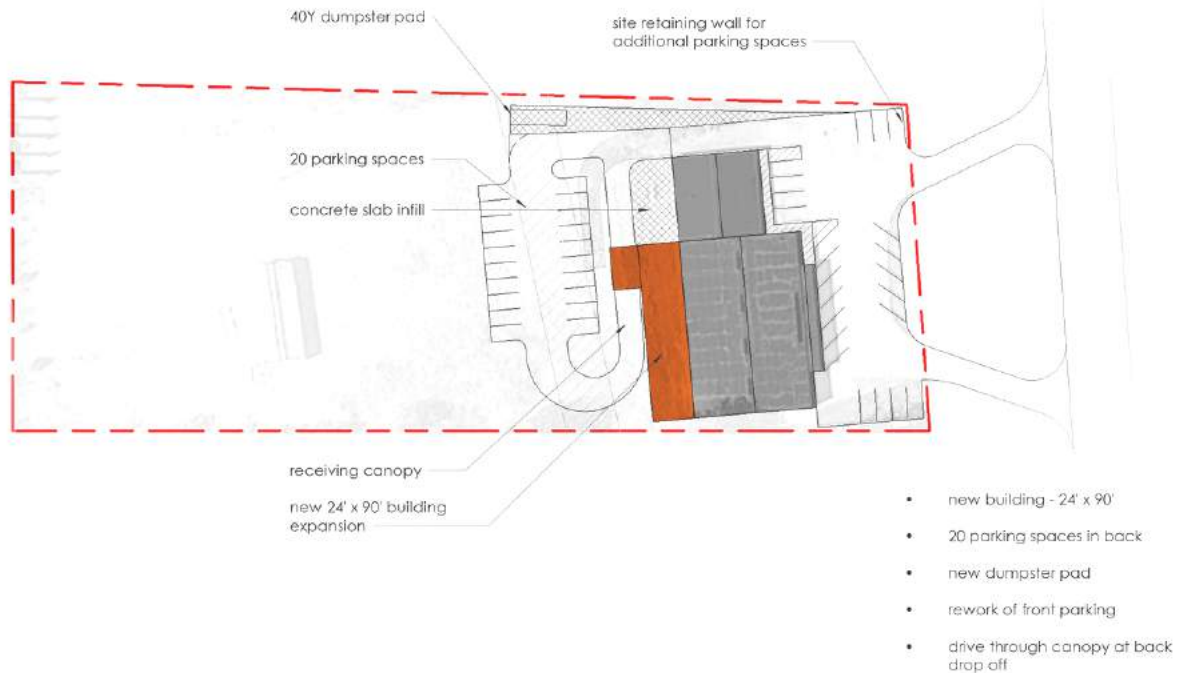 40Y dumpster pad
site retaining wall for
additional parking spaces
20 parking spaces
concrete slab infill
receiving canopy
new 24' x 90' building
expansion
• new building - 24' x 90'
• 20 parking spaces in back
• new dumpster pad
• rework of front parking
• drive through canopy at back
drop off